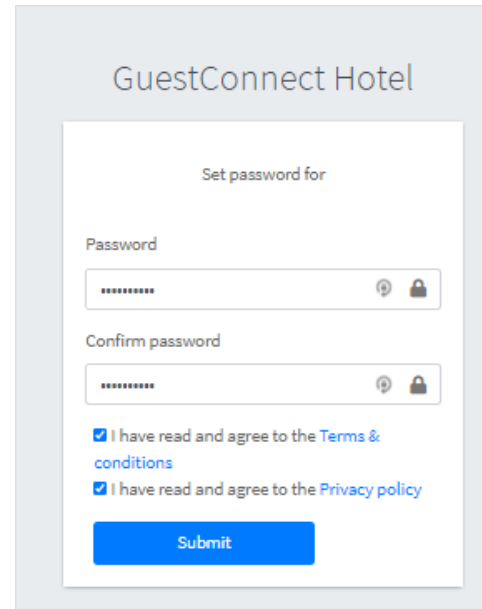 GuestConnect Hotel
Set password for
Password
••••••••••
Confirm password
••••••••••
I have read and agree to the Terms &
conditions
I have read and agree to the Privacy policy
Submit